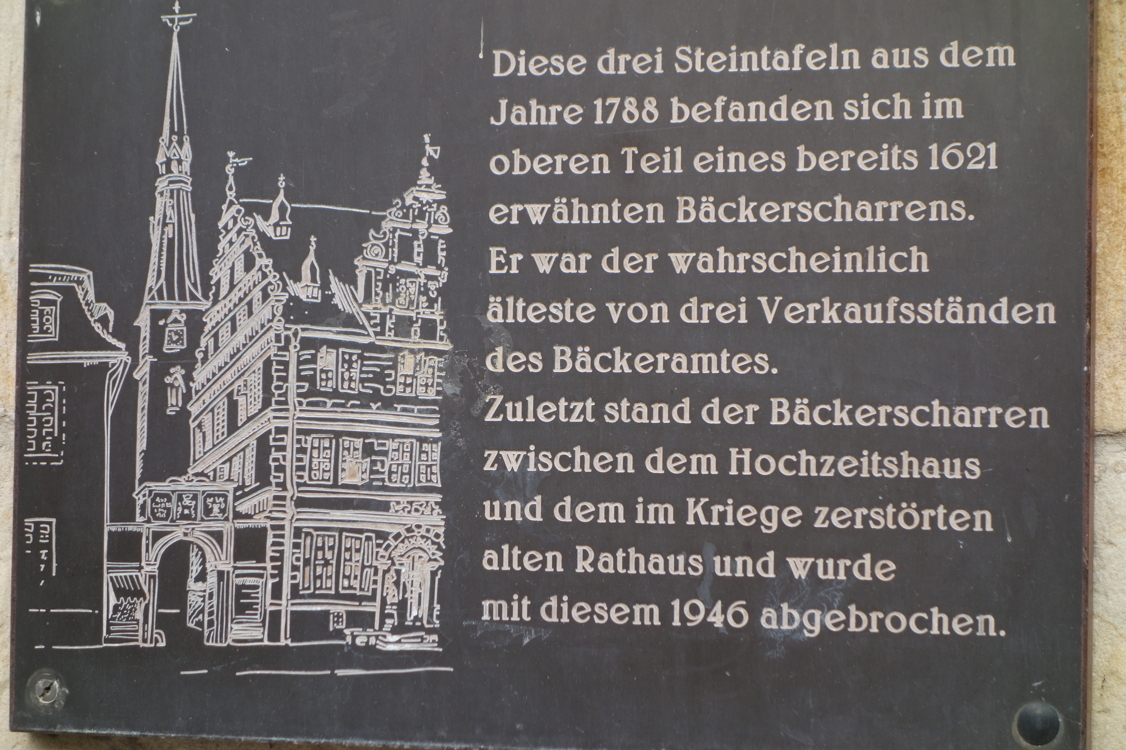 Diese drei Steintafeln aus dem
Jahre 1788 befanden sich im
oberen Teil eines bereits 1621
erwähnten Bäckerscharrens.
Er war der wahrscheinlich
älteste von drei Verkaufsständen
des Bäckeramtes.
Zuletzt stand der Bäckerscharren
zwischen dem Hochzeitshaus
und dem im Kriege zerstörten
alten Rathaus und wurde
mit diesem 1946 abgebrochen.